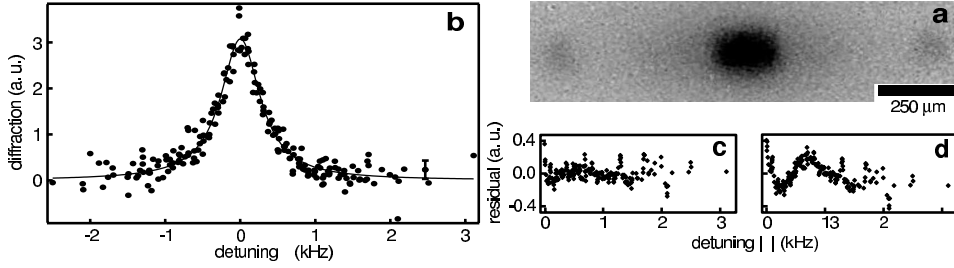 b
3
2
1
0
diffraction (a. u.)
-2 -1 0 1 2 3
detuning (kHz)
a
250 µm
residual (a. u.)
0.4
0.0
-0.4
c
0 1 2 3
d
0 13 2 3
detuning | | (kHz)